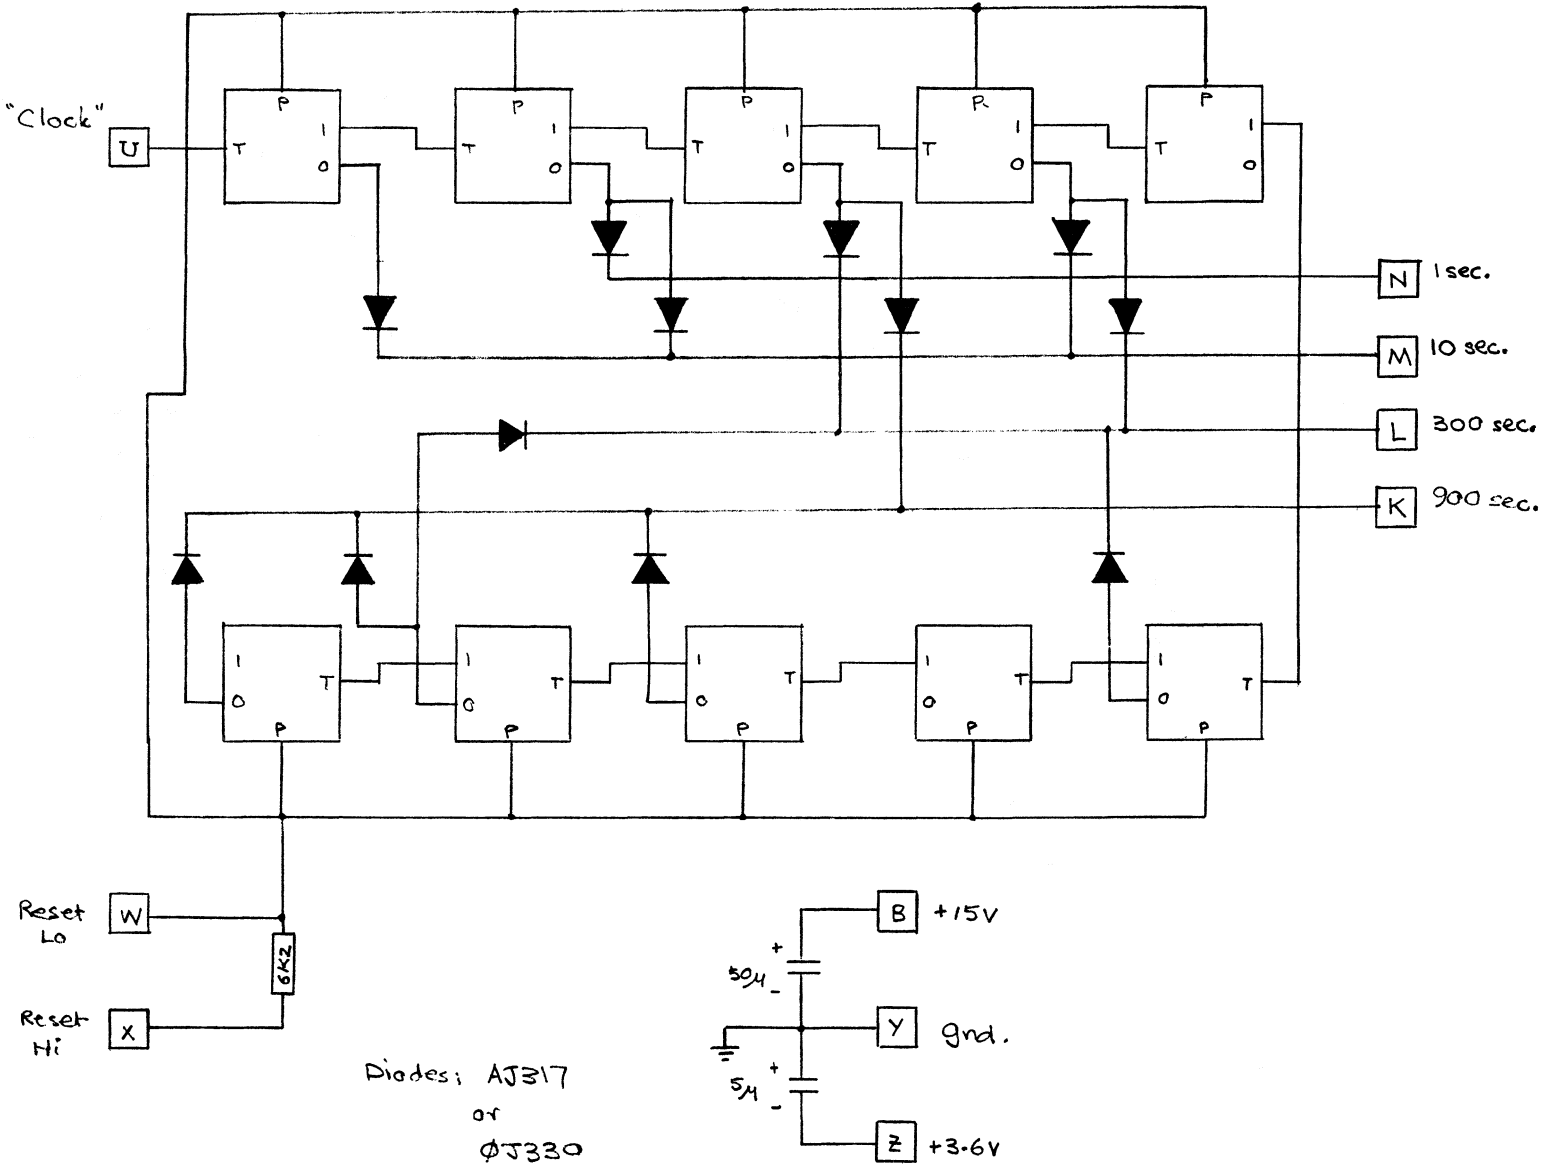 "Clock"
U
P
T
1
0
P
T
1
0
P
T
1
0
P
T
1
0
P
T
1
0
N 1 sec.
M 10 sec.
L 300 sec.
K 900 sec.
1
0
T
P
1
0
T
P
1
0
T
P
1
0
T
P
1
0
T
P
Reset
Lo
W
6K2
Reset
Hi
X
B +15V
+
50μ
-
Y gnd.
+
5μ
-
Z +3.6V
Diodes; AJ317
or
ØJ330